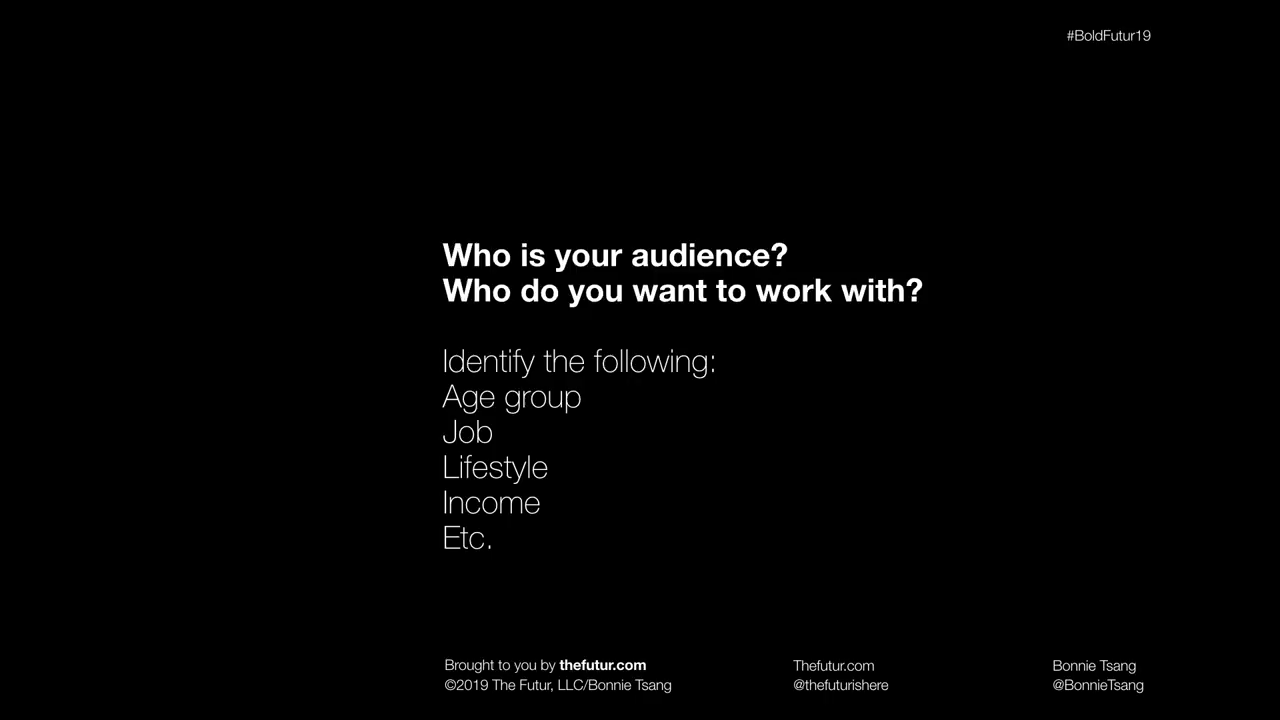 #BoldFutur19
Who is your audience?
Who do you want to work with?
Identify the following:
Age group
Job
Lifestyle
Income
Etc.
Brought to you by thefutur.com
©2019 The Futur, LLC/Bonnie Tsang
Thefutur.com
@thefuturishere
Bonnie Tsang
@BonnieTsang